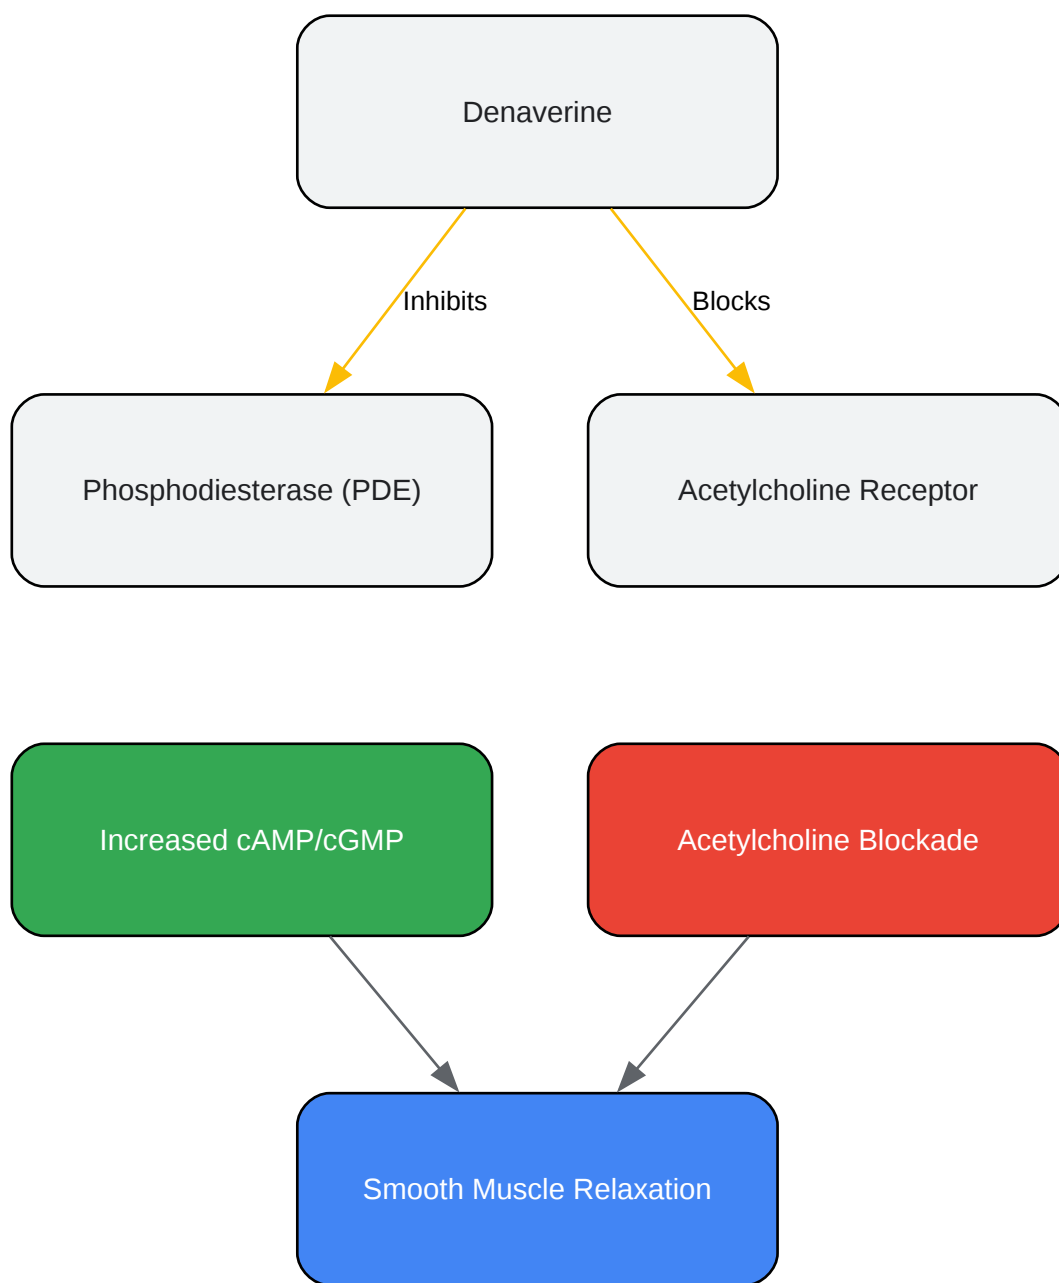 Denaverine
Inhibits
Blocks
Phosphodiesterase (PDE)
Acetylcholine Receptor
Increased cAMP/cGMP
Acetylcholine Blockade
Smooth Muscle Relaxation